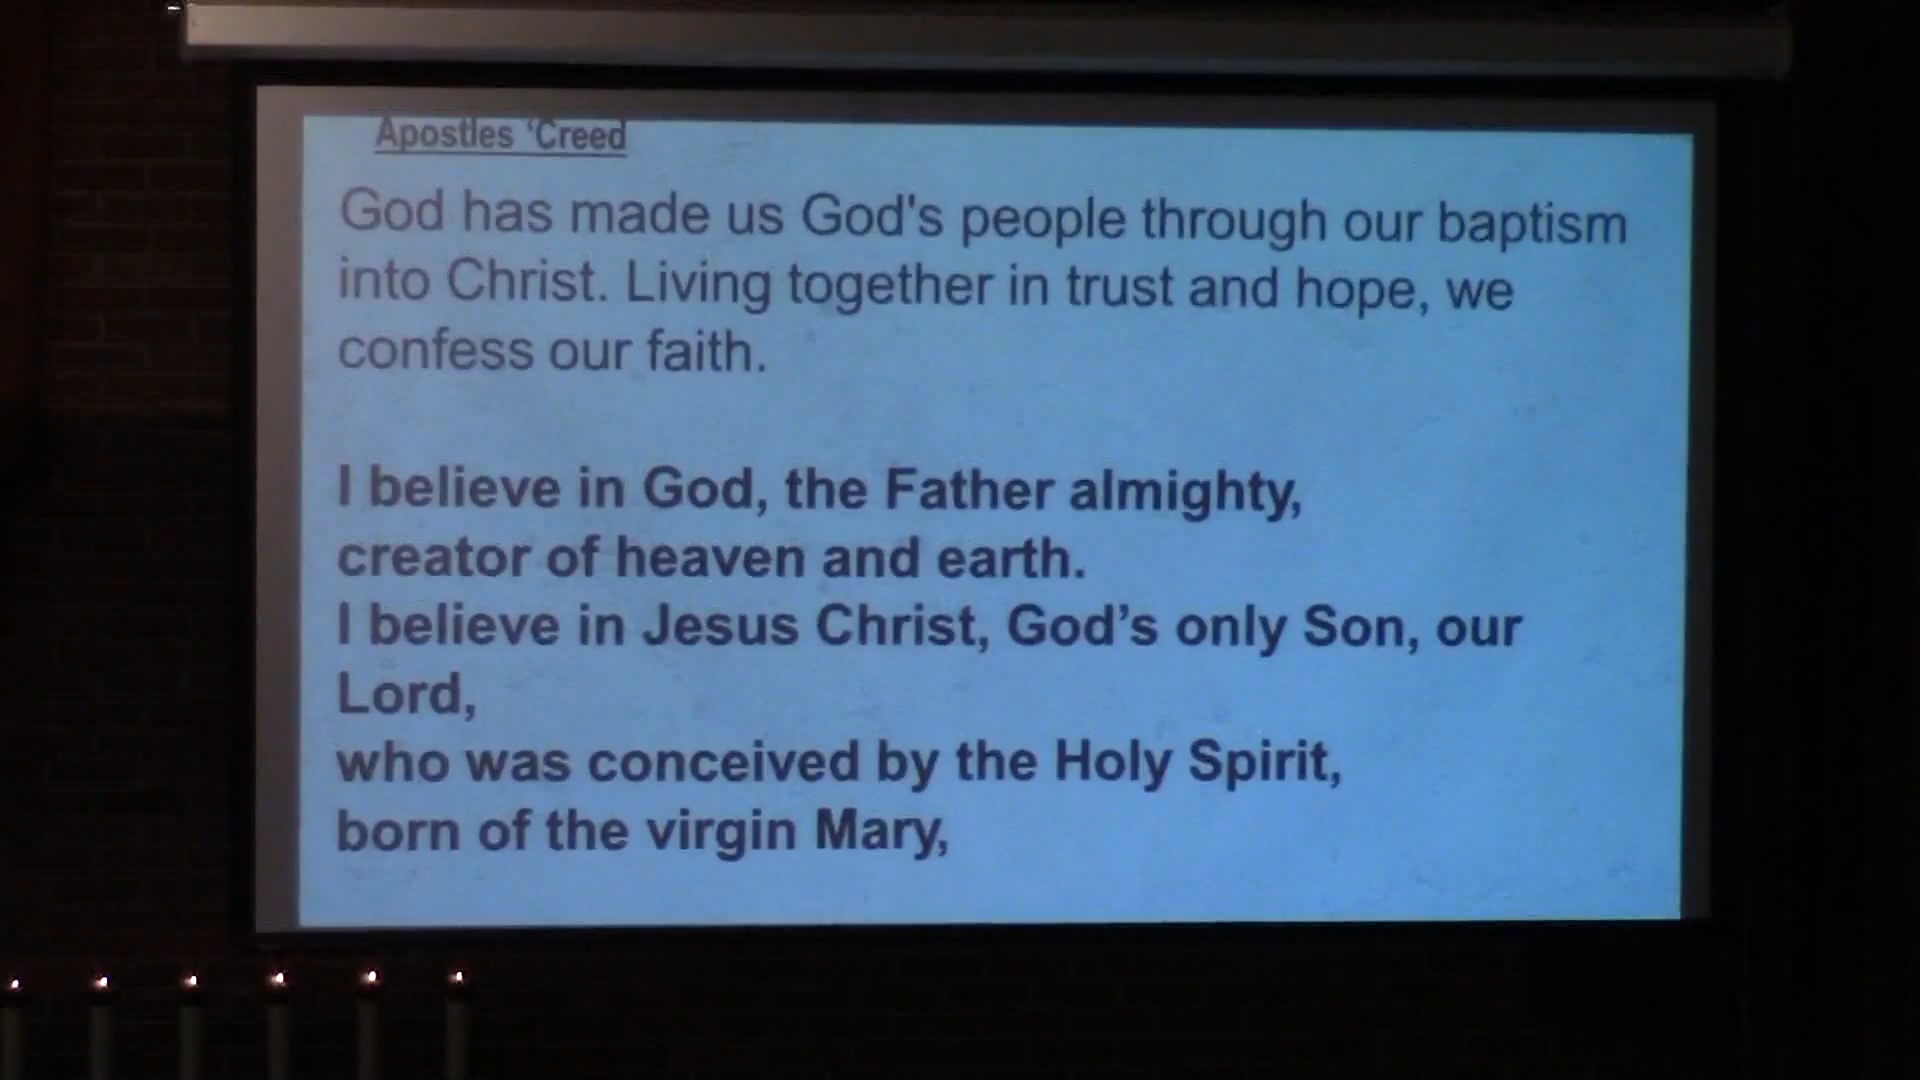 Apostles ‘Creed
God has made us God's people through our baptism
into Christ. Living together in trust and hope, we
confess our faith.
I believe in God, the Father almighty,
creator of heaven and earth.
I believe in Jesus Christ, God’s only Son, our
Lord,
who was conceived by the Holy Spirit,
born of the virgin Mary,